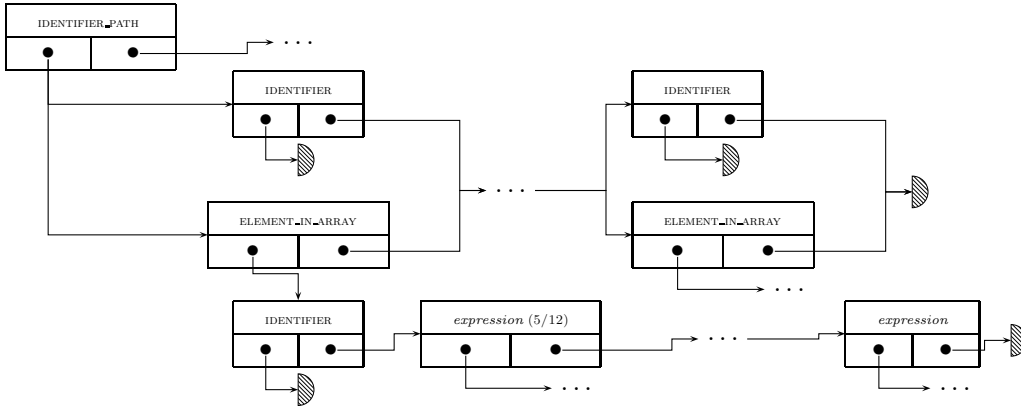 IDENTIFIER_PATH
...
IDENTIFIER
IDENTIFIER
...
ELEMENT_IN_ARRAY
ELEMENT_IN_ARRAY
...
IDENTIFIER
expression (5/12)
...
expression
...
...